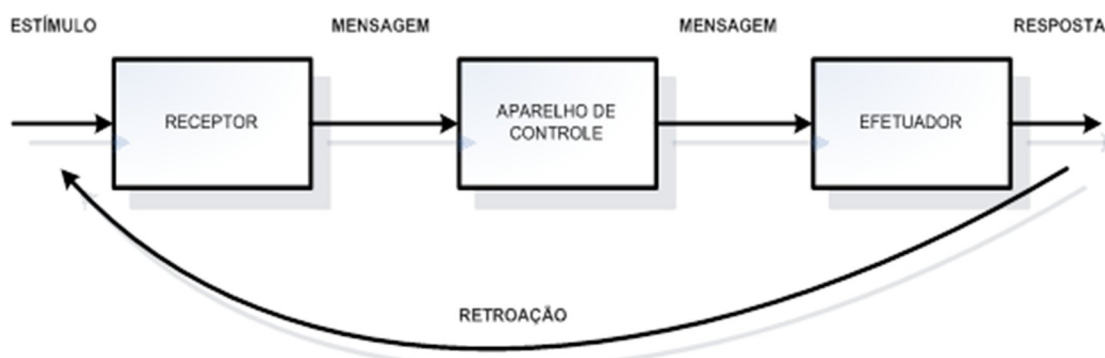 ESTÍMULO
MENSAGEM
MENSAGEM
RESPOSTA
RECEPTOR
APARELHO DE
CONTROLE
EFETUADOR
RETROAÇÃO